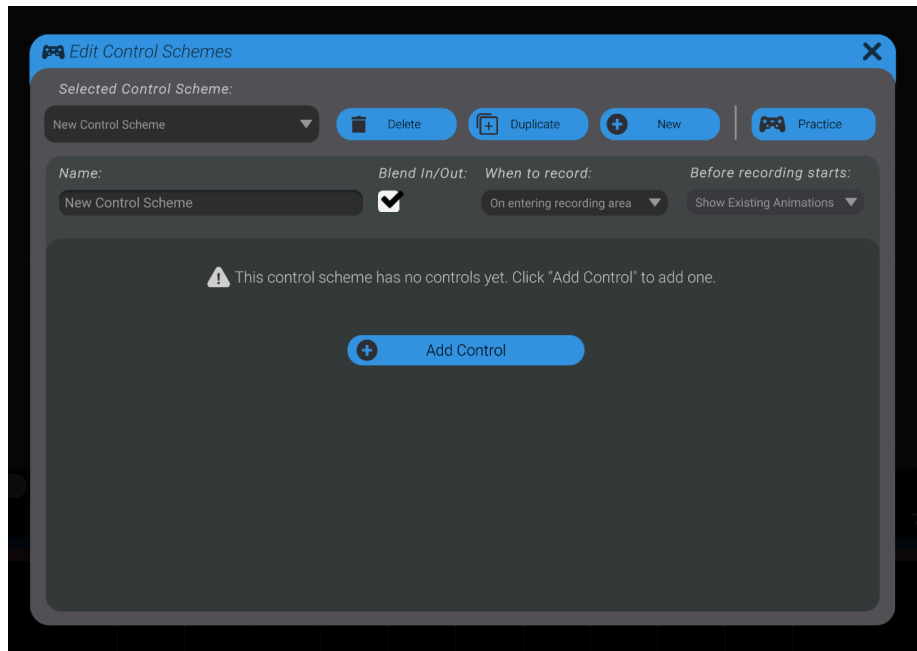 Edit Control Schemes
Selected Control Scheme:
New Control Scheme
Delete
Duplicate
New
Practice
Name:
Blend In/Out:
When to record:
Before recording starts:
New Control Scheme
On entering recording area
Show Existing Animations
This control scheme has no controls yet. Click "Add Control" to add one.
Add Control